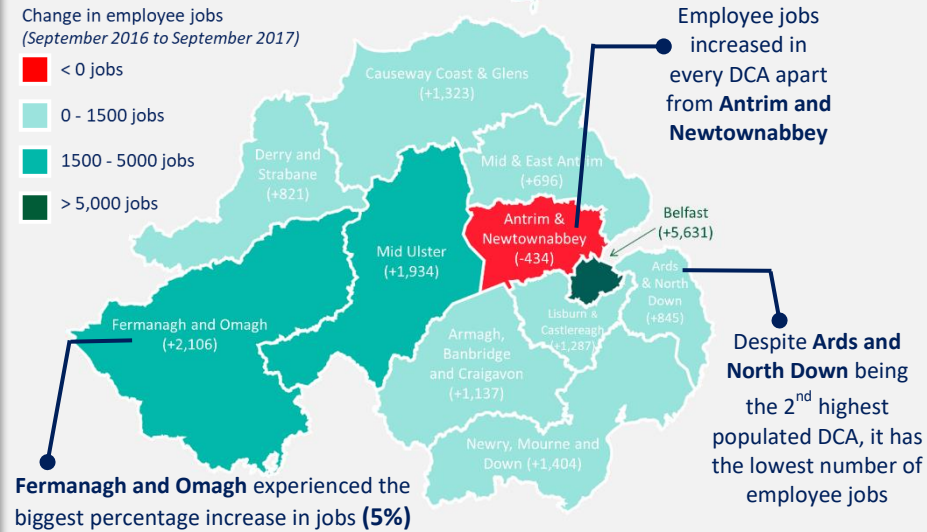 Change in employee jobs
(September 2016 to September 2017)
< 0 jobs
0 - 1500 jobs
1500 - 5000 jobs
> 5,000 jobs
Causeway Coast & Glens
(+1,323)
Derry and
Strabane
(+821)
Mid & East Antrim
(+696)
Antrim &
Newtownabbey
(-434)
Mid Ulster
(+1,934)
Belfast
(+5,631)
Ards
& North
Down
(+845)
Lisburn &
Castlereagh
(+1,287)
Fermanagh and Omagh
(+2,106)
Armagh,
Banbridge
and Craigavon
(+1,137)
Newry, Mourne and
Down (+1,404)
Employee jobs
increased in
every DCA apart
from Antrim and
Newtownabbey
Despite Ards and
North Down being
the 2nd highest
populated DCA, it has
the lowest number of
employee jobs
Fermanagh and Omagh experienced the
biggest percentage increase in jobs (5%)